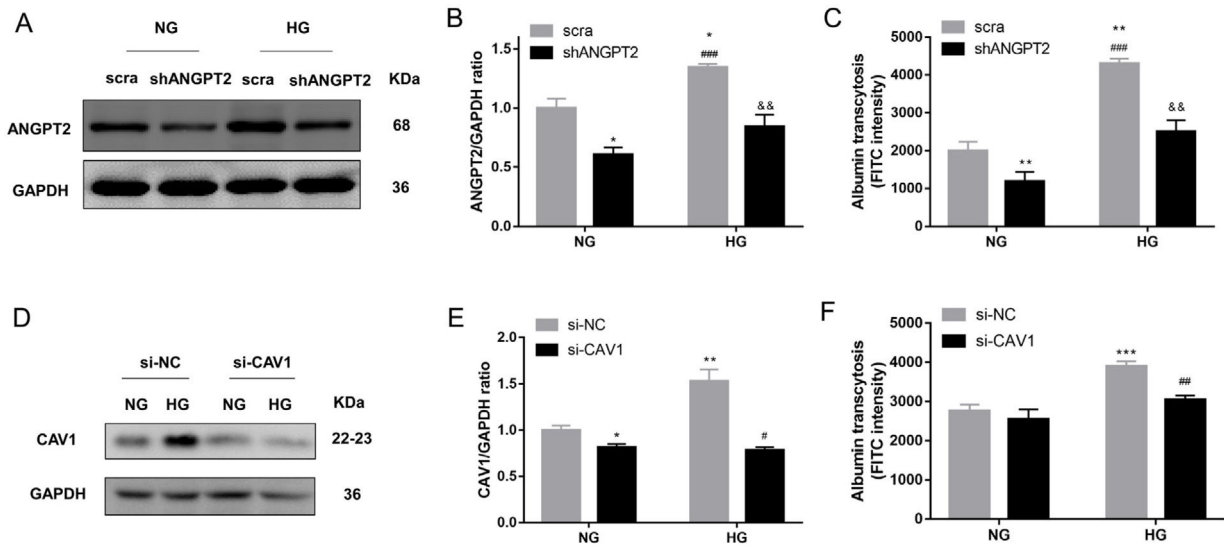 A
NG HG
scra shANGPT2 scra shANGPT2 KDa
ANGPT2 68
GAPDH 36
B
scra
shANGPT2
ANGPT2/GAPDH ratio
1.5
1.0
0.5
0.0
*
*
###
&&
NG HG
C
scra
shANGPT2
Albumin transcytosis
(FITC intensity)
5000
4000
3000
2000
1000
0
**
**
###
&&
NG HG
D
si-NC si-CAV1
NG HG NG HG KDa
CAV1 22-23
GAPDH 36
E
si-NC
si-CAV1
CAV1/GAPDH ratio
2.0
1.5
1.0
0.5
0.0
*
**
#
NG HG
F
si-NC
si-CAV1
Albumin transcytosis
(FITC intensity)
5000
4000
3000
2000
1000
0
***
##
NG HG